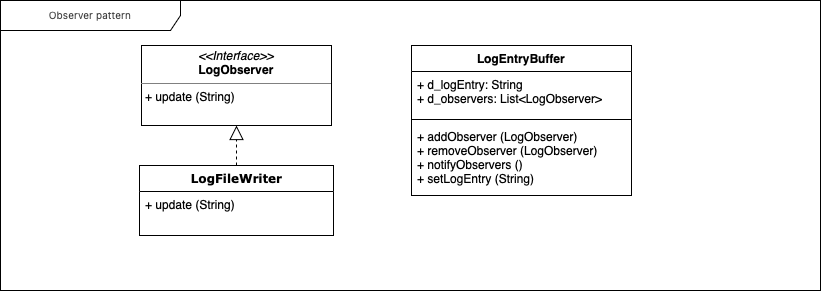 Observer pattern
<<Interface>>
LogObserver
+ update (String)
LogFileWriter
+ update (String)
LogEntryBuffer
+ d_logEntry: String
+ d_observers: List<LogObserver>
+ addObserver (LogObserver)
+ removeObserver (LogObserver)
+ notifyObservers ()
+ setLogEntry (String)